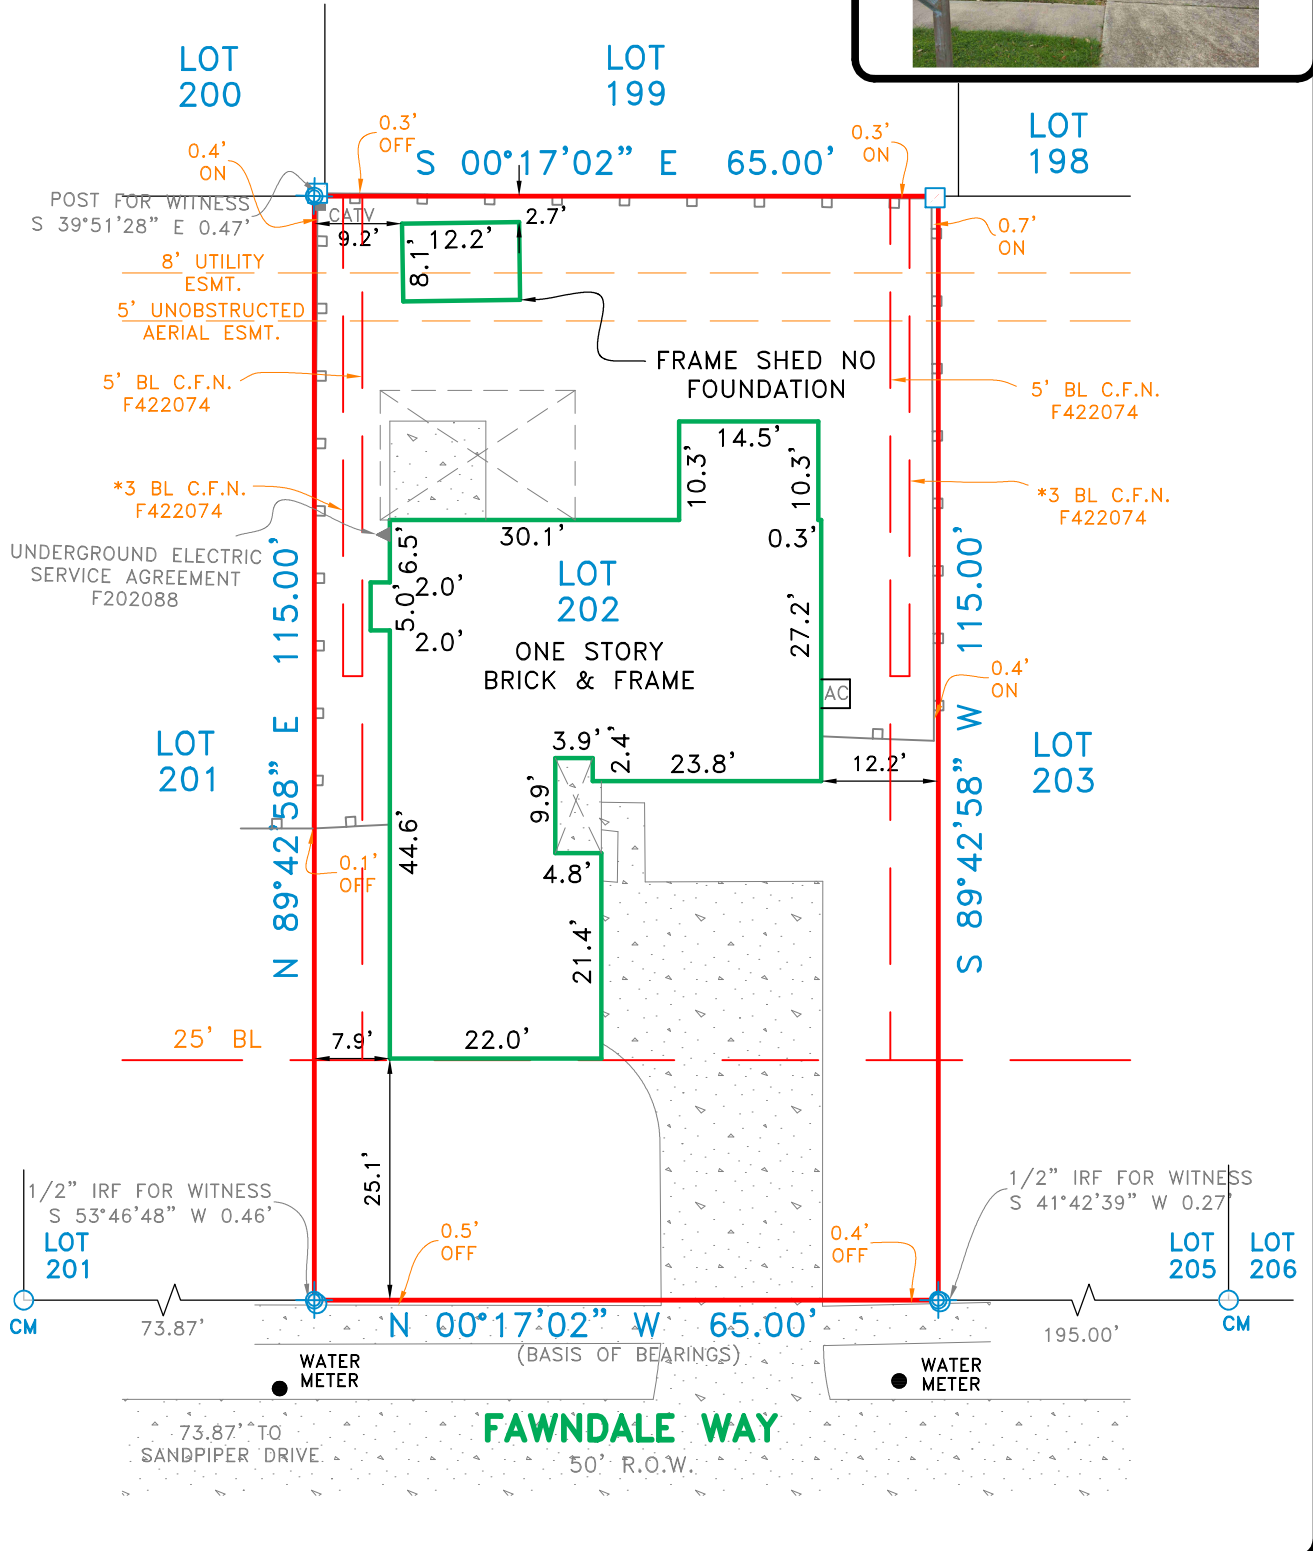 LOT
200
LOT
199
LOT
198
0.3'
OFF
0.3'
ON
0.4'
ON
S 00°17'02" E 65.00'
POST FOR WITNESS
S 39°51'28" E 0.47'
CATV
9.2'
12.2'
2.7'
8.1'
0.7'
ON
8' UTILITY
ESMT.
5' UNOBSTRUCTED
AERIAL ESMT.
FRAME SHED NO
FOUNDATION
5' BL C.F.N.
F422074
5' BL C.F.N.
F422074
14.5'
10.3'
10.3'
*3 BL C.F.N.
F422074
*3 BL C.F.N.
F422074
30.1'
0.3'
UNDERGROUND ELECTRIC
SERVICE AGREEMENT
F202088
6.5'
2.0'
5.0'
2.0'
LOT
202
ONE STORY
BRICK & FRAME
27.2'
AC
0.4'
ON
N 89°42'58" E 115.00'
S 89°42'58" W 115.00'
LOT
201
LOT
203
3.9'
2.4'
23.8'
12.2'
9.9'
44.6'
0.1'
OFF
4.8'
21.4'
25' BL
7.9'
22.0'
25.1'
1/2" IRF FOR WITNESS
S 53°46'48" W 0.46'
1/2" IRF FOR WITNESS
S 41°42'39" W 0.27'
0.5'
OFF
0.4'
OFF
LOT
201
LOT
205
LOT
206
CM
73.87'
N 00°17'02" W 65.00'
(BASIS OF BEARINGS)
195.00'
CM
WATER
METER
WATER
METER
FAWNDALE WAY
50' R.O.W.
73.87' TO
SANDPIPER DRIVE